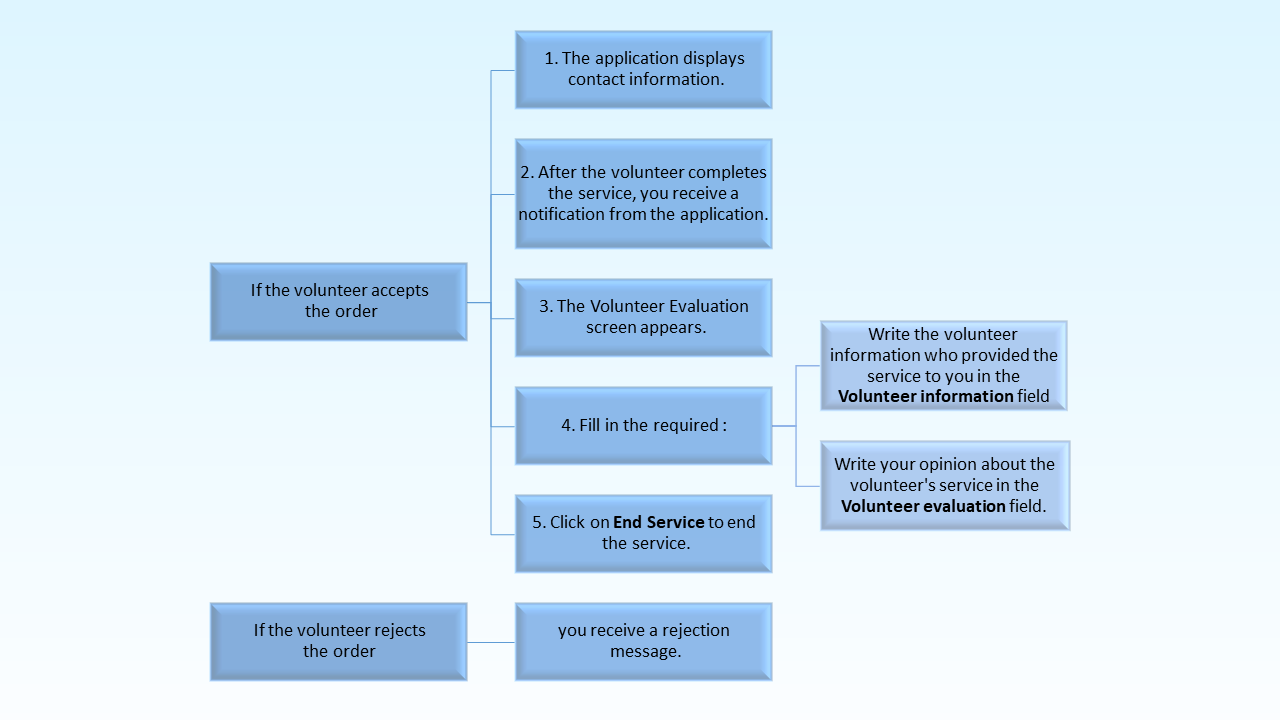 If the volunteer accepts
the order
1. The application displays
contact information.
2. After the volunteer completes
the service, you receive a
notification from the application.
3. The Volunteer Evaluation
screen appears.
4. Fill in the required :
Write the volunteer
information who provided the
service to you in the
Volunteer information field
Write your opinion about the
volunteer's service in the
Volunteer evaluation field.
5. Click on End Service to end
the service.
If the volunteer rejects
the order
you receive a rejection
message.